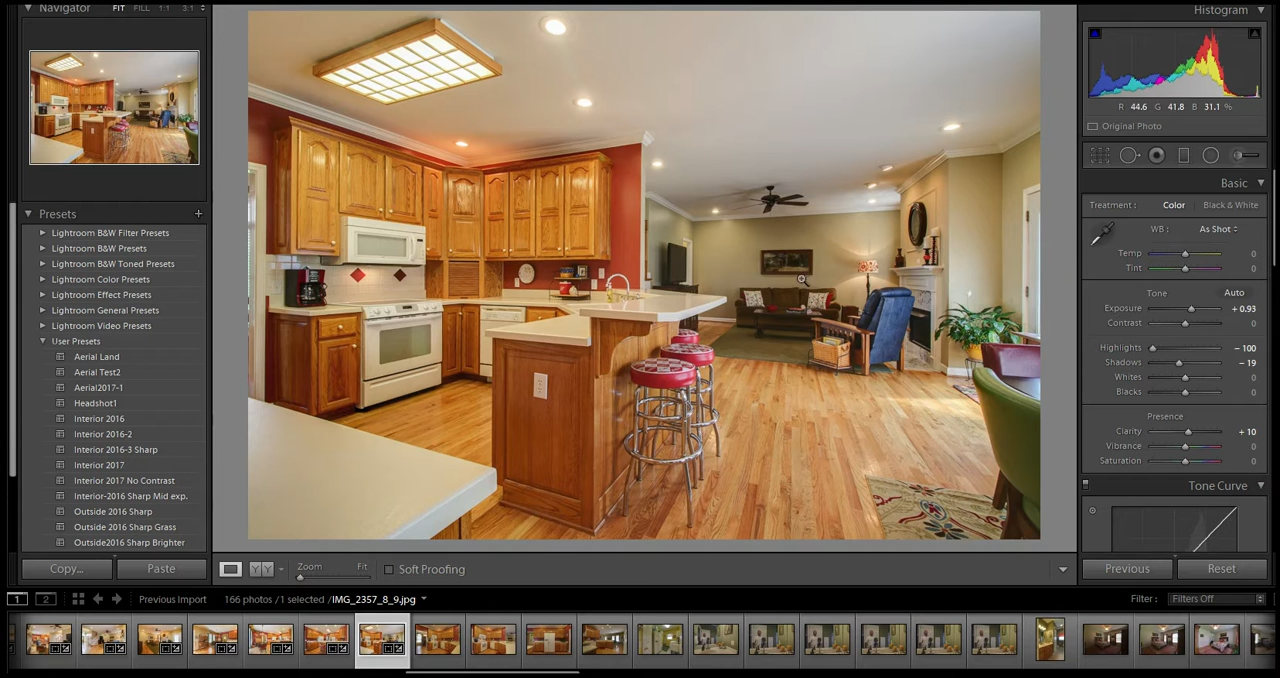 Navigator FIT FILL 1:1 3:1
Presets +
Lightroom B&W Filter Presets
Lightroom B&W Presets
Lightroom B&W Toned Presets
Lightroom Color Presets
Lightroom Effect Presets
Lightroom General Presets
Lightroom Video Presets
User Presets
Aerial Land
Aerial Test2
Aerial2017-1
Headshot1
Interior 2016
Interior 2016-2
Interior 2016-3 Sharp
Interior 2017
Interior 2017 No Contrast
Interior-2016 Sharp Mid exp.
Outside 2016 Sharp
Outside 2016 Sharp Grass
Outside2016 Sharp Brighter
Copy... Paste
Zoom Fit
Soft Proofing
Histogram
R 44.6 G 41.8 B 31.1 %
Original Photo
Basic
Treatment : Color Black & White
WB : As Shot
Temp 0
Tint 0
Tone Auto
Exposure + 0.93
Contrast 0
Highlights − 100
Shadows − 19
Whites 0
Blacks 0
Presence
Clarity + 10
Vibrance 0
Saturation 0
Tone Curve
Previous Reset
1 2 Previous Import 166 photos / 1 selected / IMG_2357_8_9.jpg Filter : Filters Off